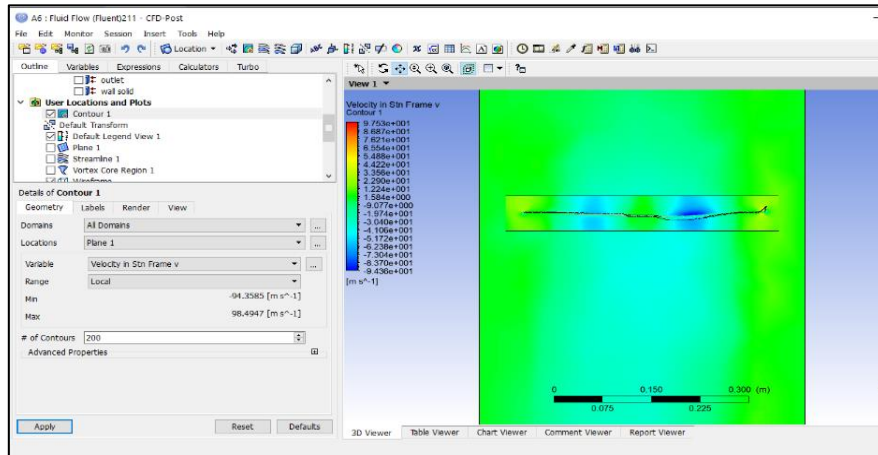 A6 : Fluid Flow (Fluent)211 - CFD-Post
File Edit Monitor Session Insert Tools Help
Location
Outline Variables Expressions Calculators Turbo
outlet
wall solid
User Locations and Plots
Contour 1
Default Transform
Default Legend View 1
Plane 1
Streamline 1
Vortex Core Region 1
Wireframe
Details of Contour 1
Geometry Labels Render View
Domains All Domains ...
Locations Plane 1 ...
Variable Velocity in Stn Frame v ...
Range Local
Min -94.3585 [m s^-1]
Max 98.4947 [m s^-1]
# of Contours 200
Advanced Properties
Apply Reset Defaults
View 1
Velocity in Stn Frame v
Contour 1
9.753e+001
8.687e+001
7.621e+001
6.554e+001
5.488e+001
4.422e+001
3.356e+001
2.290e+001
1.224e+001
1.584e+000
-9.077e+000
-1.974e+001
-3.040e+001
-4.106e+001
-5.172e+001
-6.238e+001
-7.304e+001
-8.370e+001
-9.436e+001
[m s^-1]
0 0.150 0.300 (m)
0.075 0.225
3D Viewer Table Viewer Chart Viewer Comment Viewer Report Viewer